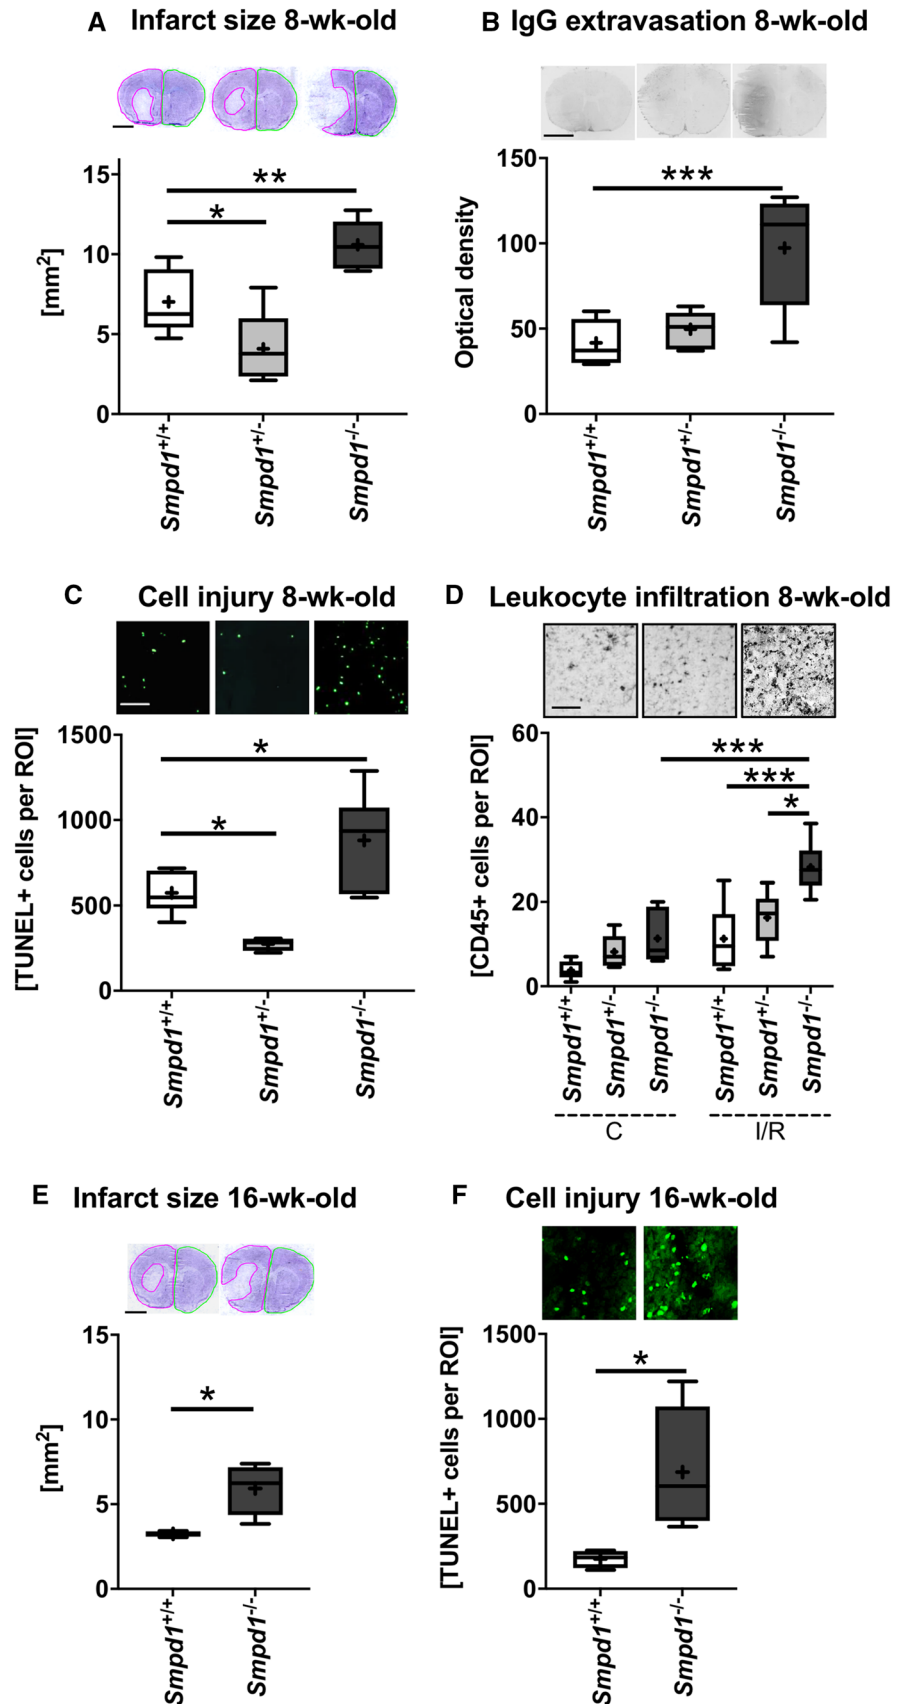 A Infarct size 8-wk-old
B IgG extravasation 8-wk-old
15
10
5
0
[mm²]
**
*
Smpd1+/+
Smpd1+/-
Smpd1-/-
150
100
50
0
Optical density
***
Smpd1+/+
Smpd1+/-
Smpd1-/-
C Cell injury 8-wk-old
D Leukocyte infiltration 8-wk-old
1500
1000
500
0
[TUNEL+ cells per ROI]
*
*
Smpd1+/+
Smpd1+/-
Smpd1-/-
60
40
20
0
[CD45+ cells per ROI]
***
***
*
Smpd1+/+
Smpd1+/-
Smpd1-/-
Smpd1+/+
Smpd1+/-
Smpd1-/-
C
I/R
E Infarct size 16-wk-old
F Cell injury 16-wk-old
15
10
5
0
[mm²]
*
Smpd1+/+
Smpd1-/-
1500
1000
500
0
[TUNEL+ cells per ROI]
*
Smpd1+/+
Smpd1-/-